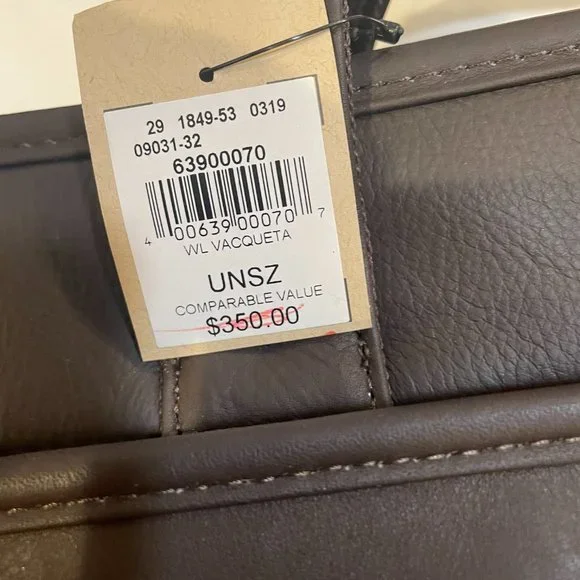 29 1849-53 0319
09031-32
63900070
4 00639 00070 7
WL VACQUETA
UNSZ
COMPARABLE VALUE
$350.00